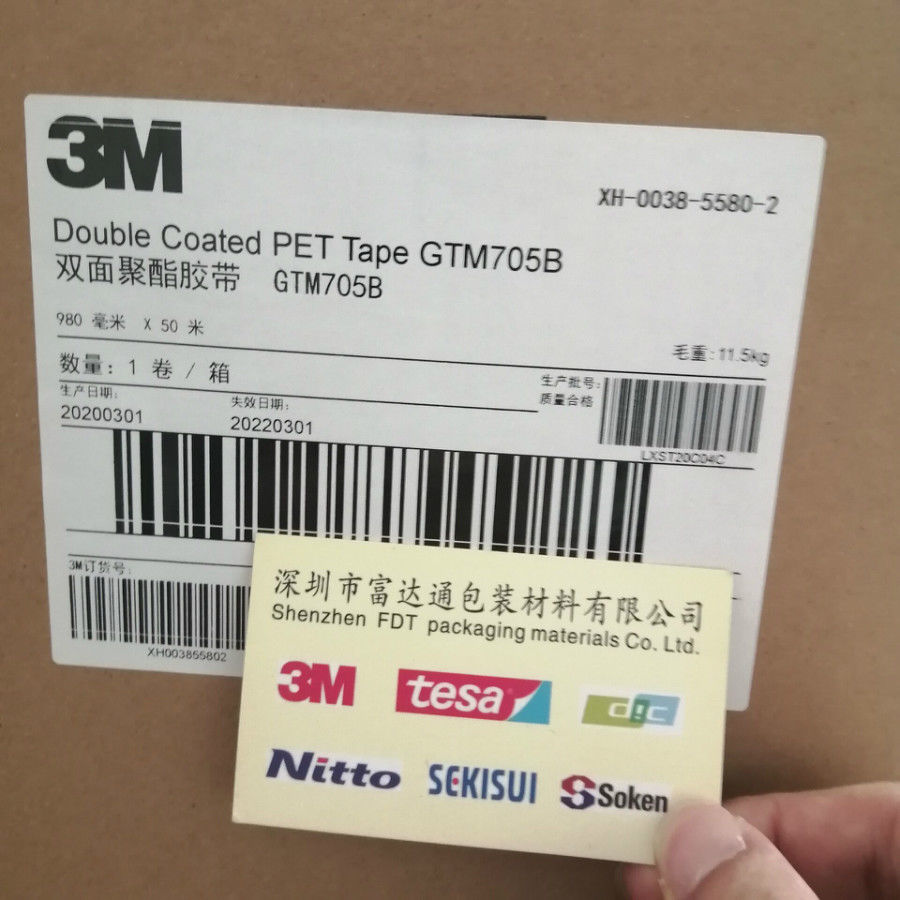 3M
XH-0038-5580-2
Double Coated PET Tape GTM705B
双面聚酯胶带 GTM705B
980 毫米 X 50 米
毛重:11.5kg
数量: 1 卷 / 箱
生产批号:
质量合格
生产日期:
失效日期:
20200301
20220301
LXST20C04C
3M订货号:
XH003855802
深圳市富达通包装材料有限公司
Shenzhen FDT packaging materials Co. Ltd.
3M tesa dgc
Nitto SEKISUI Soken